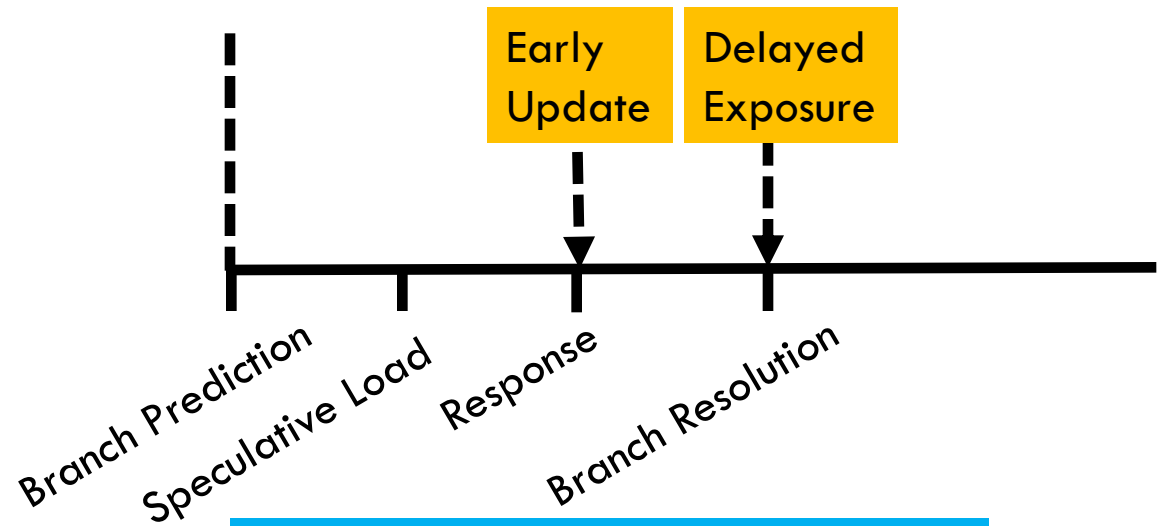 Early
Update
Delayed
Exposure
Branch Prediction
Speculative Load
Response
Branch Resolution